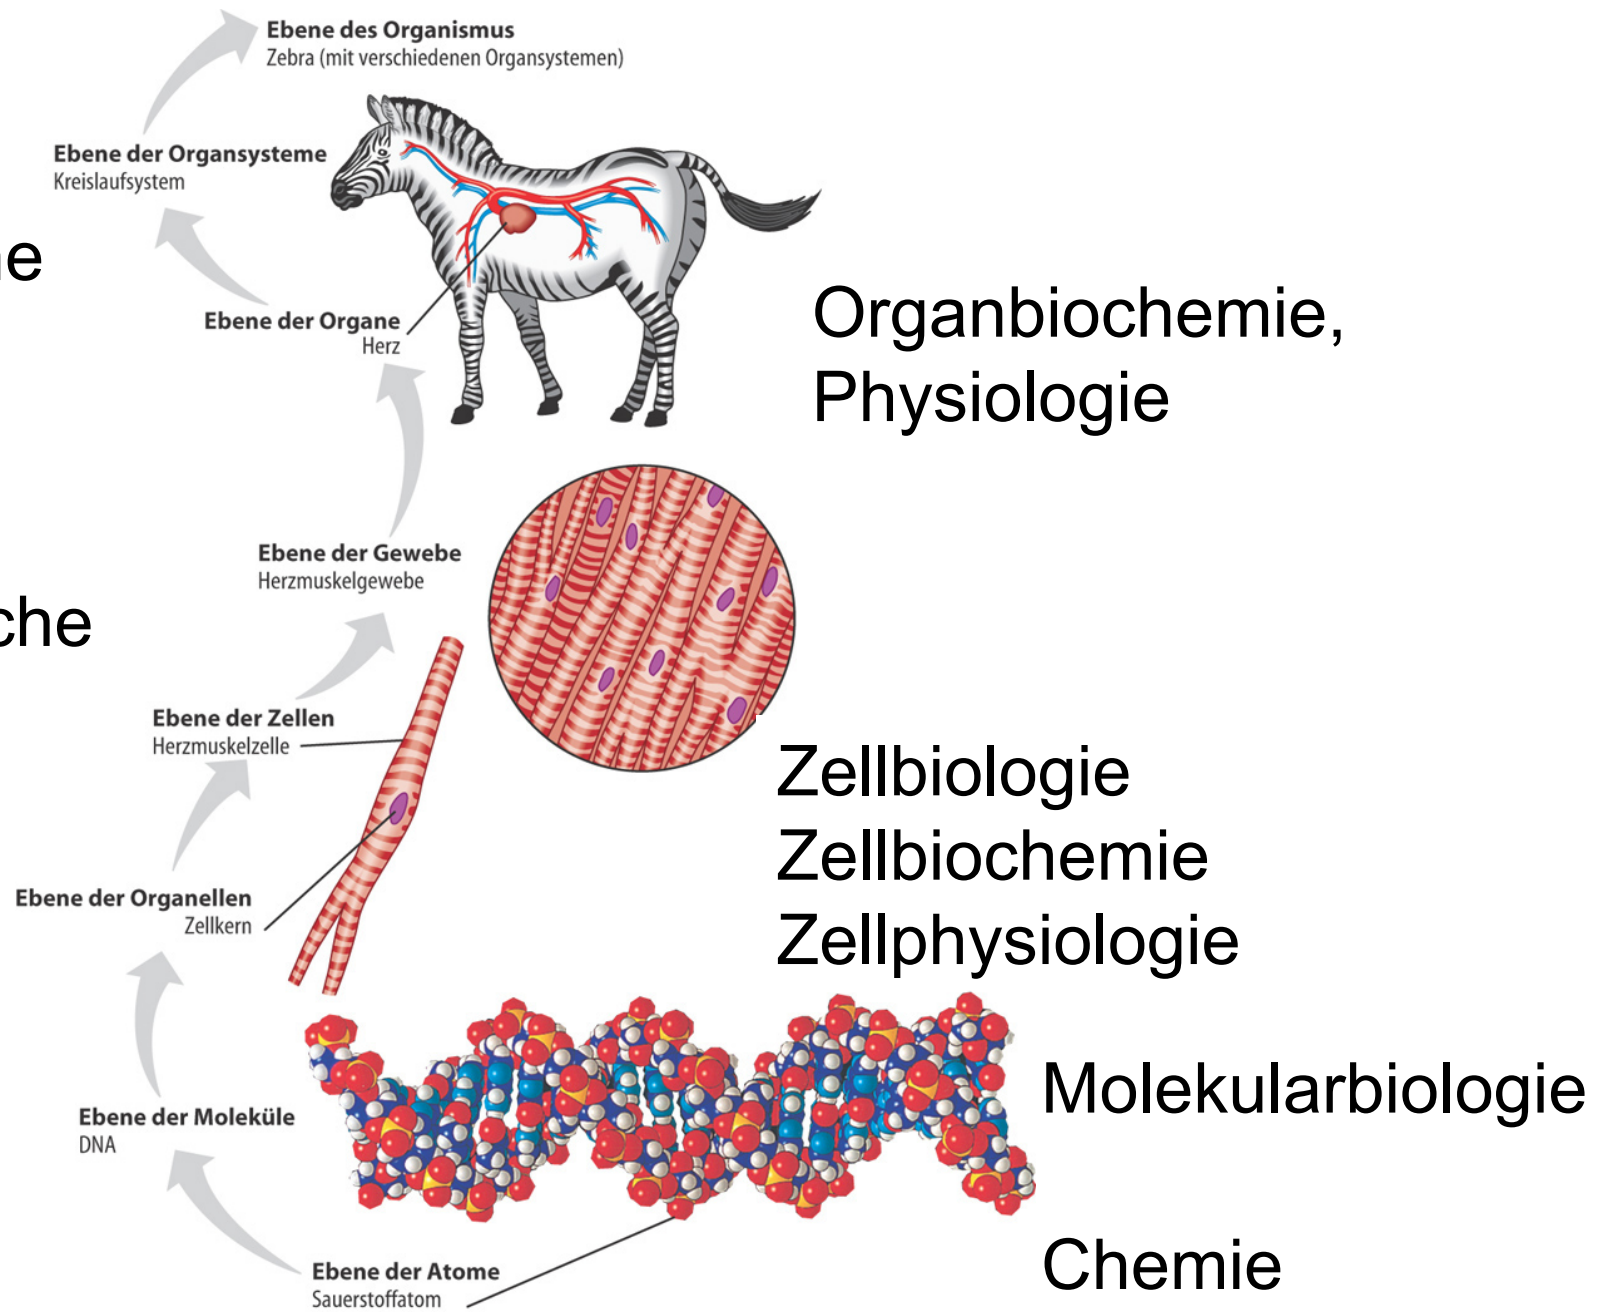 Ebene des Organismus
Zebra (mit verschiedenen Organsystemen)
Ebene der Organsysteme
Kreislaufsystem
Ebene der Organe
Herz
Organbiochemie,
Physiologie
Ebene der Gewebe
Herzmuskelgewebe
Ebene der Zellen
Herzmuskelzelle
Zellbiologie
Zellbiochemie
Zellphysiologie
Ebene der Organellen
Zellkern
Molekularbiologie
Ebene der Moleküle
DNA
Chemie
Ebene der Atome
Sauerstoffatom